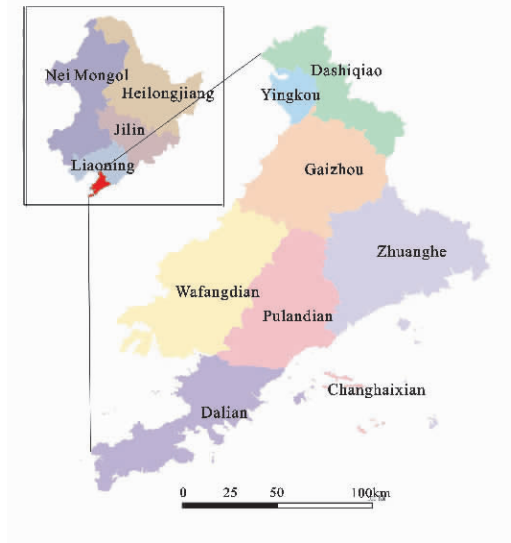 Nei Mongol
Heilongjiang
Jilin
Liaoning
Dashiqiao
Yingkou
Gaizhou
Zhuanghe
Wafangdian
Pulandian
Changhaixian
Dalian
0 25 50 100km